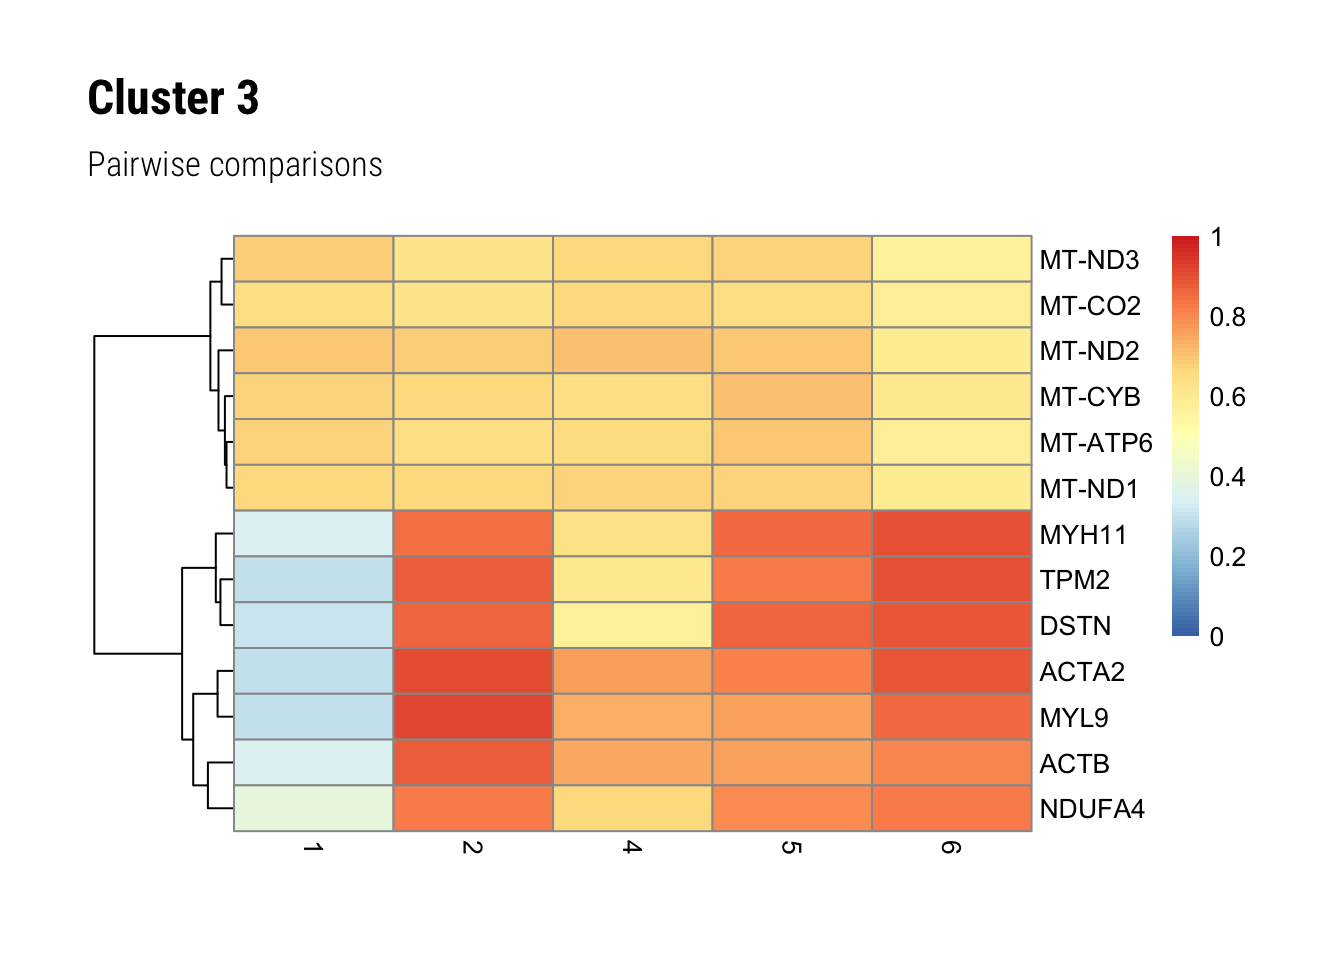 Cluster 3
Pairwise comparisons
MT-ND3
MT-CO2
MT-ND2
MT-CYB
MT-ATP6
MT-ND1
MYH11
TPM2
DSTN
ACTA2
MYL9
ACTB
NDUFA4
1
0.8
0.6
0.4
0.2
0
1
2
4
5
6